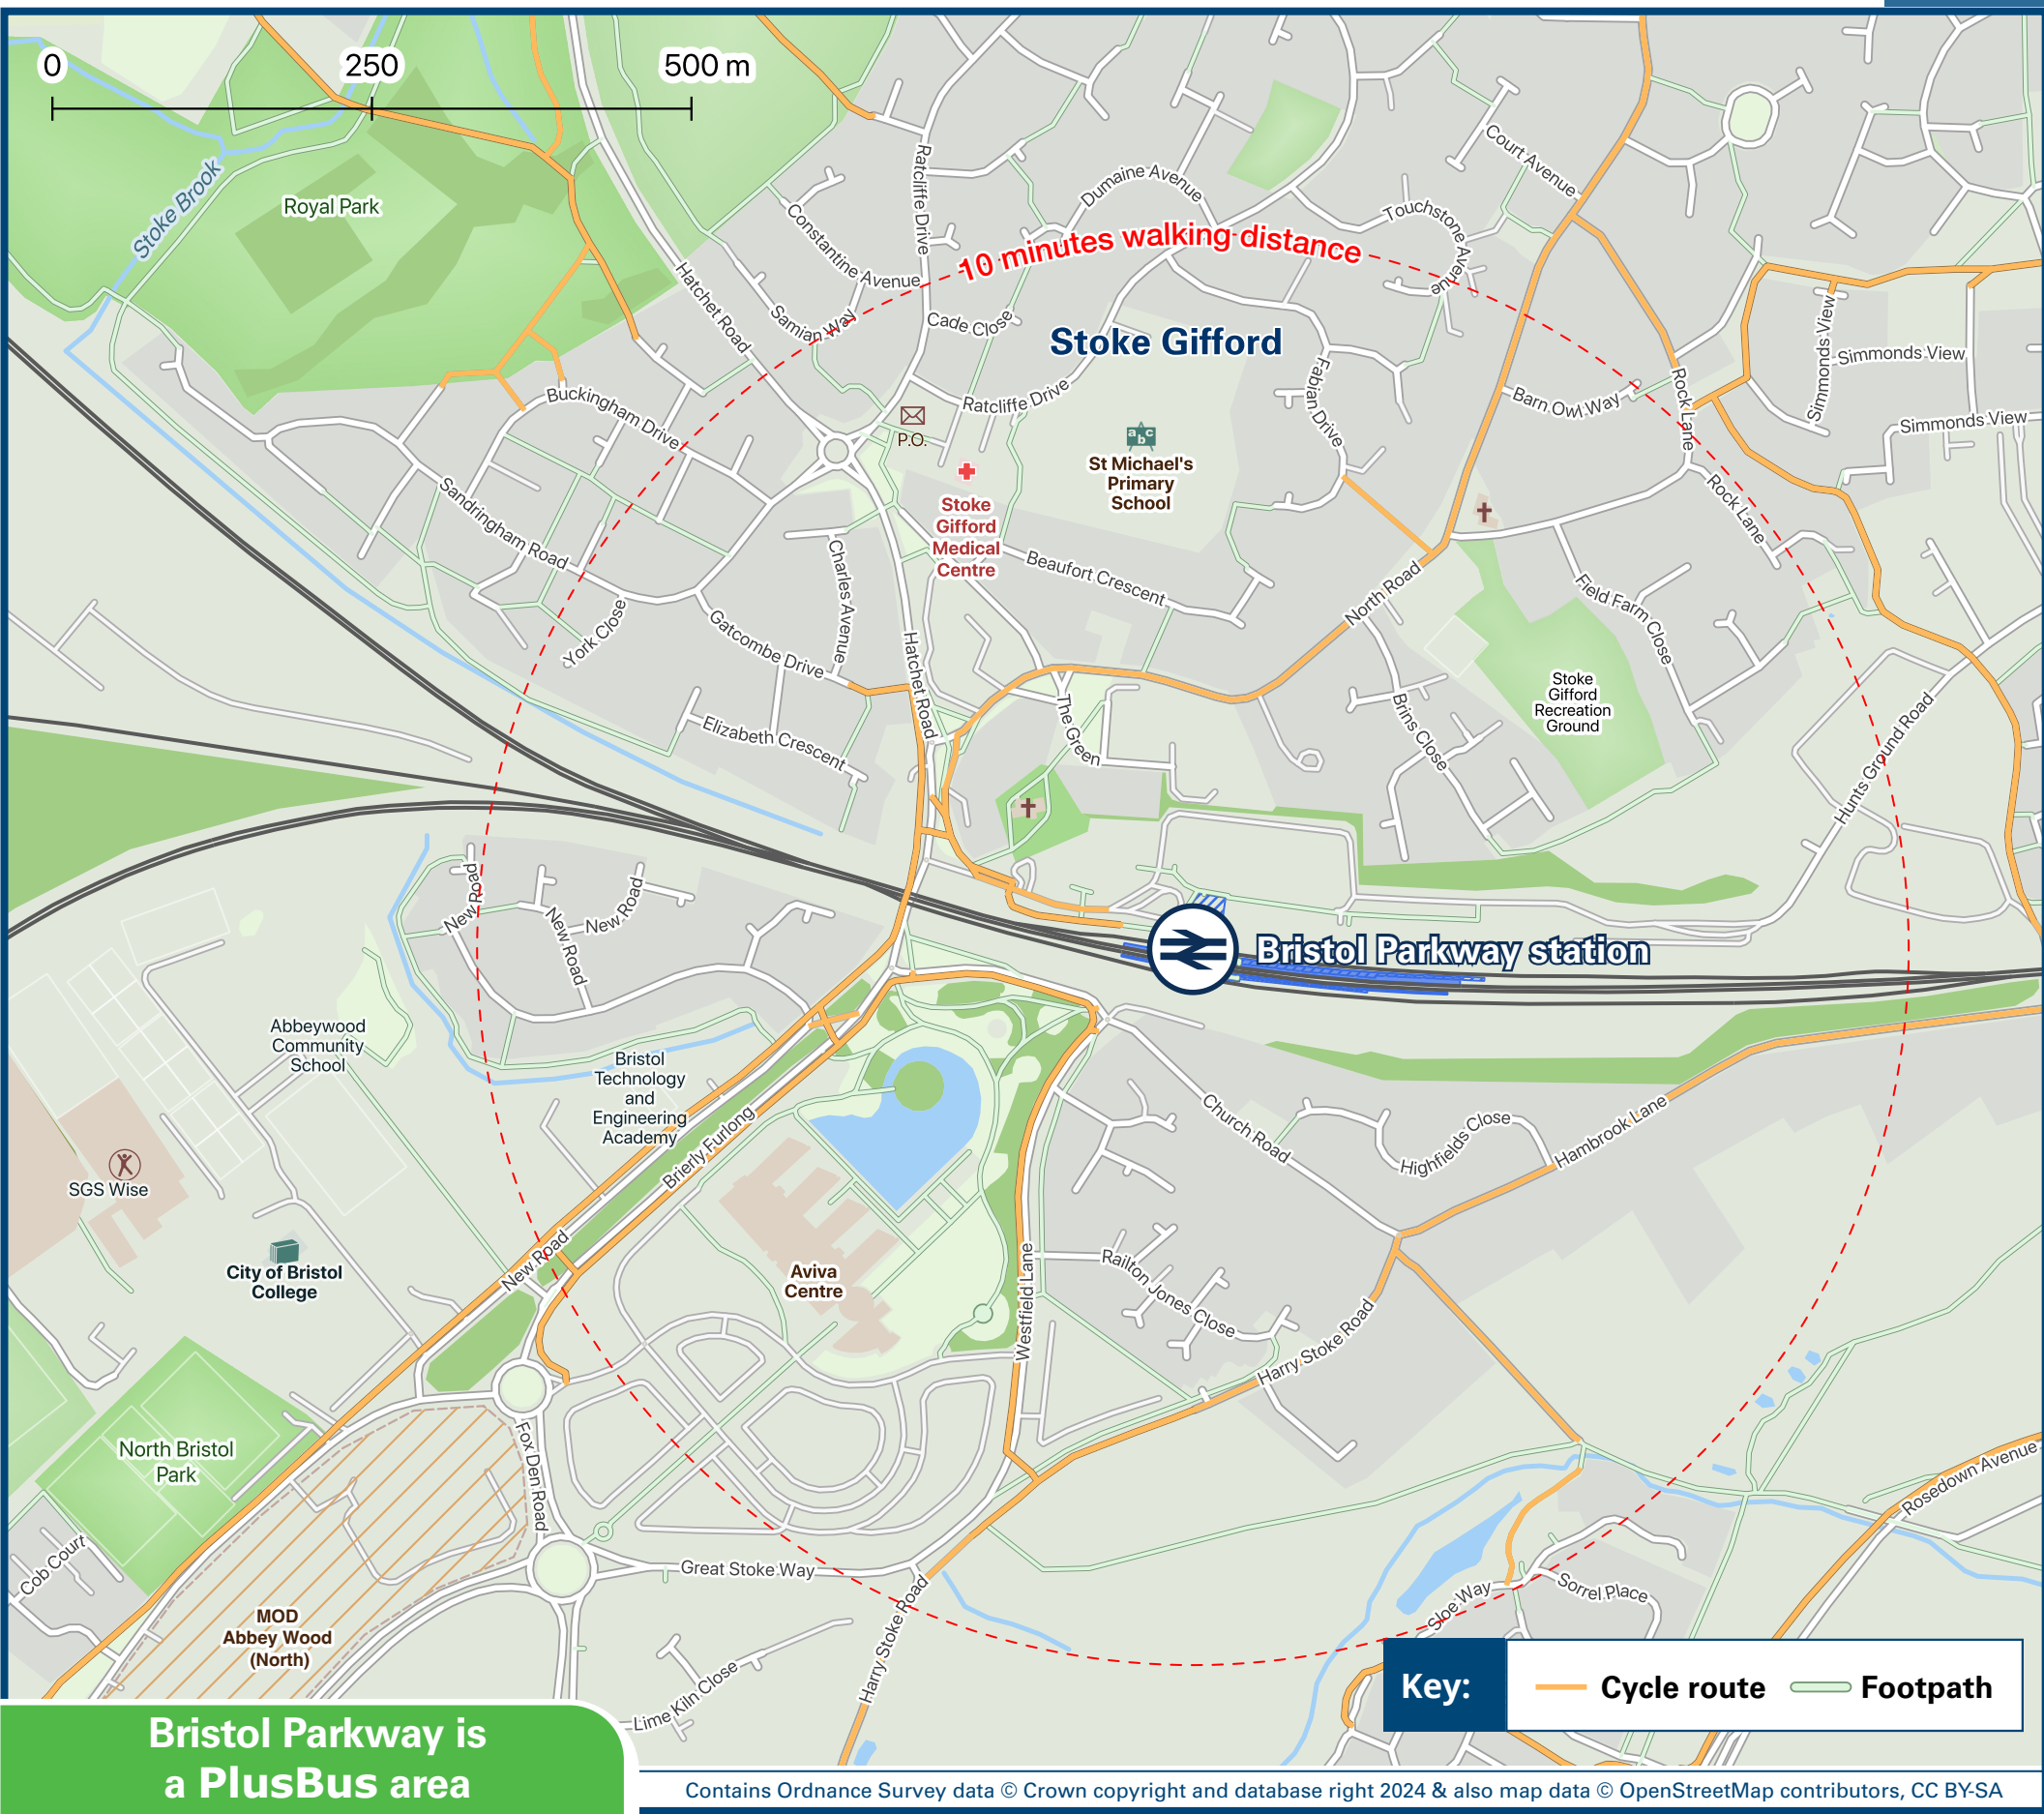 0
250
500 m
Stoke Brook
Royal Park
Hatchet Road
Constantine Avenue
Ratcliffe Drive
Dumaine Avenue
Court Avenue
Touchstone Avenue
10 minutes walking distance
Samian Way
Cade Close
Stoke Gifford
Fabian Drive
Barn Owl Way
Rock Lane
Simmonds View
Simmonds View
Simmonds View
Buckingham Drive
Ratcliffe Drive
P.O.
St Michael's
Primary
School
Stoke
Gifford
Medical
Centre
Sandringham Road
Rock Lane
Charles Avenue
Beaufort Crescent
North Road
Field Farm Close
York Close
Gatcombe Drive
Hatchet Road
Stoke
Gifford
Recreation
Ground
Elizabeth Crescent
The Green
Brins Close
Hunts Ground Road
New Road
New Road
New Road
Bristol Parkway station
Abbeywood
Community
School
Bristol
Technology
and
Engineering
Academy
Brierly Furlong
Church Road
Highfields Close
Hambrook Lane
SGS Wise
City of Bristol
College
New Road
Aviva
Centre
Westfield Lane
Railton Jones Close
Harry Stoke Road
North Bristol
Park
Fox Den Road
Rosedown Avenue
Cob Court
Great Stoke Way
MOD
Abbey Wood
(North)
Harry Stoke Road
Sloe Way
Sorrel Place
Lime Kiln Close
Key:
Cycle route
Footpath
Bristol Parkway is
a PlusBus area
Contains Ordnance Survey data © Crown copyright and database right 2024 & also map data © OpenStreetMap contributors, CC BY-SA